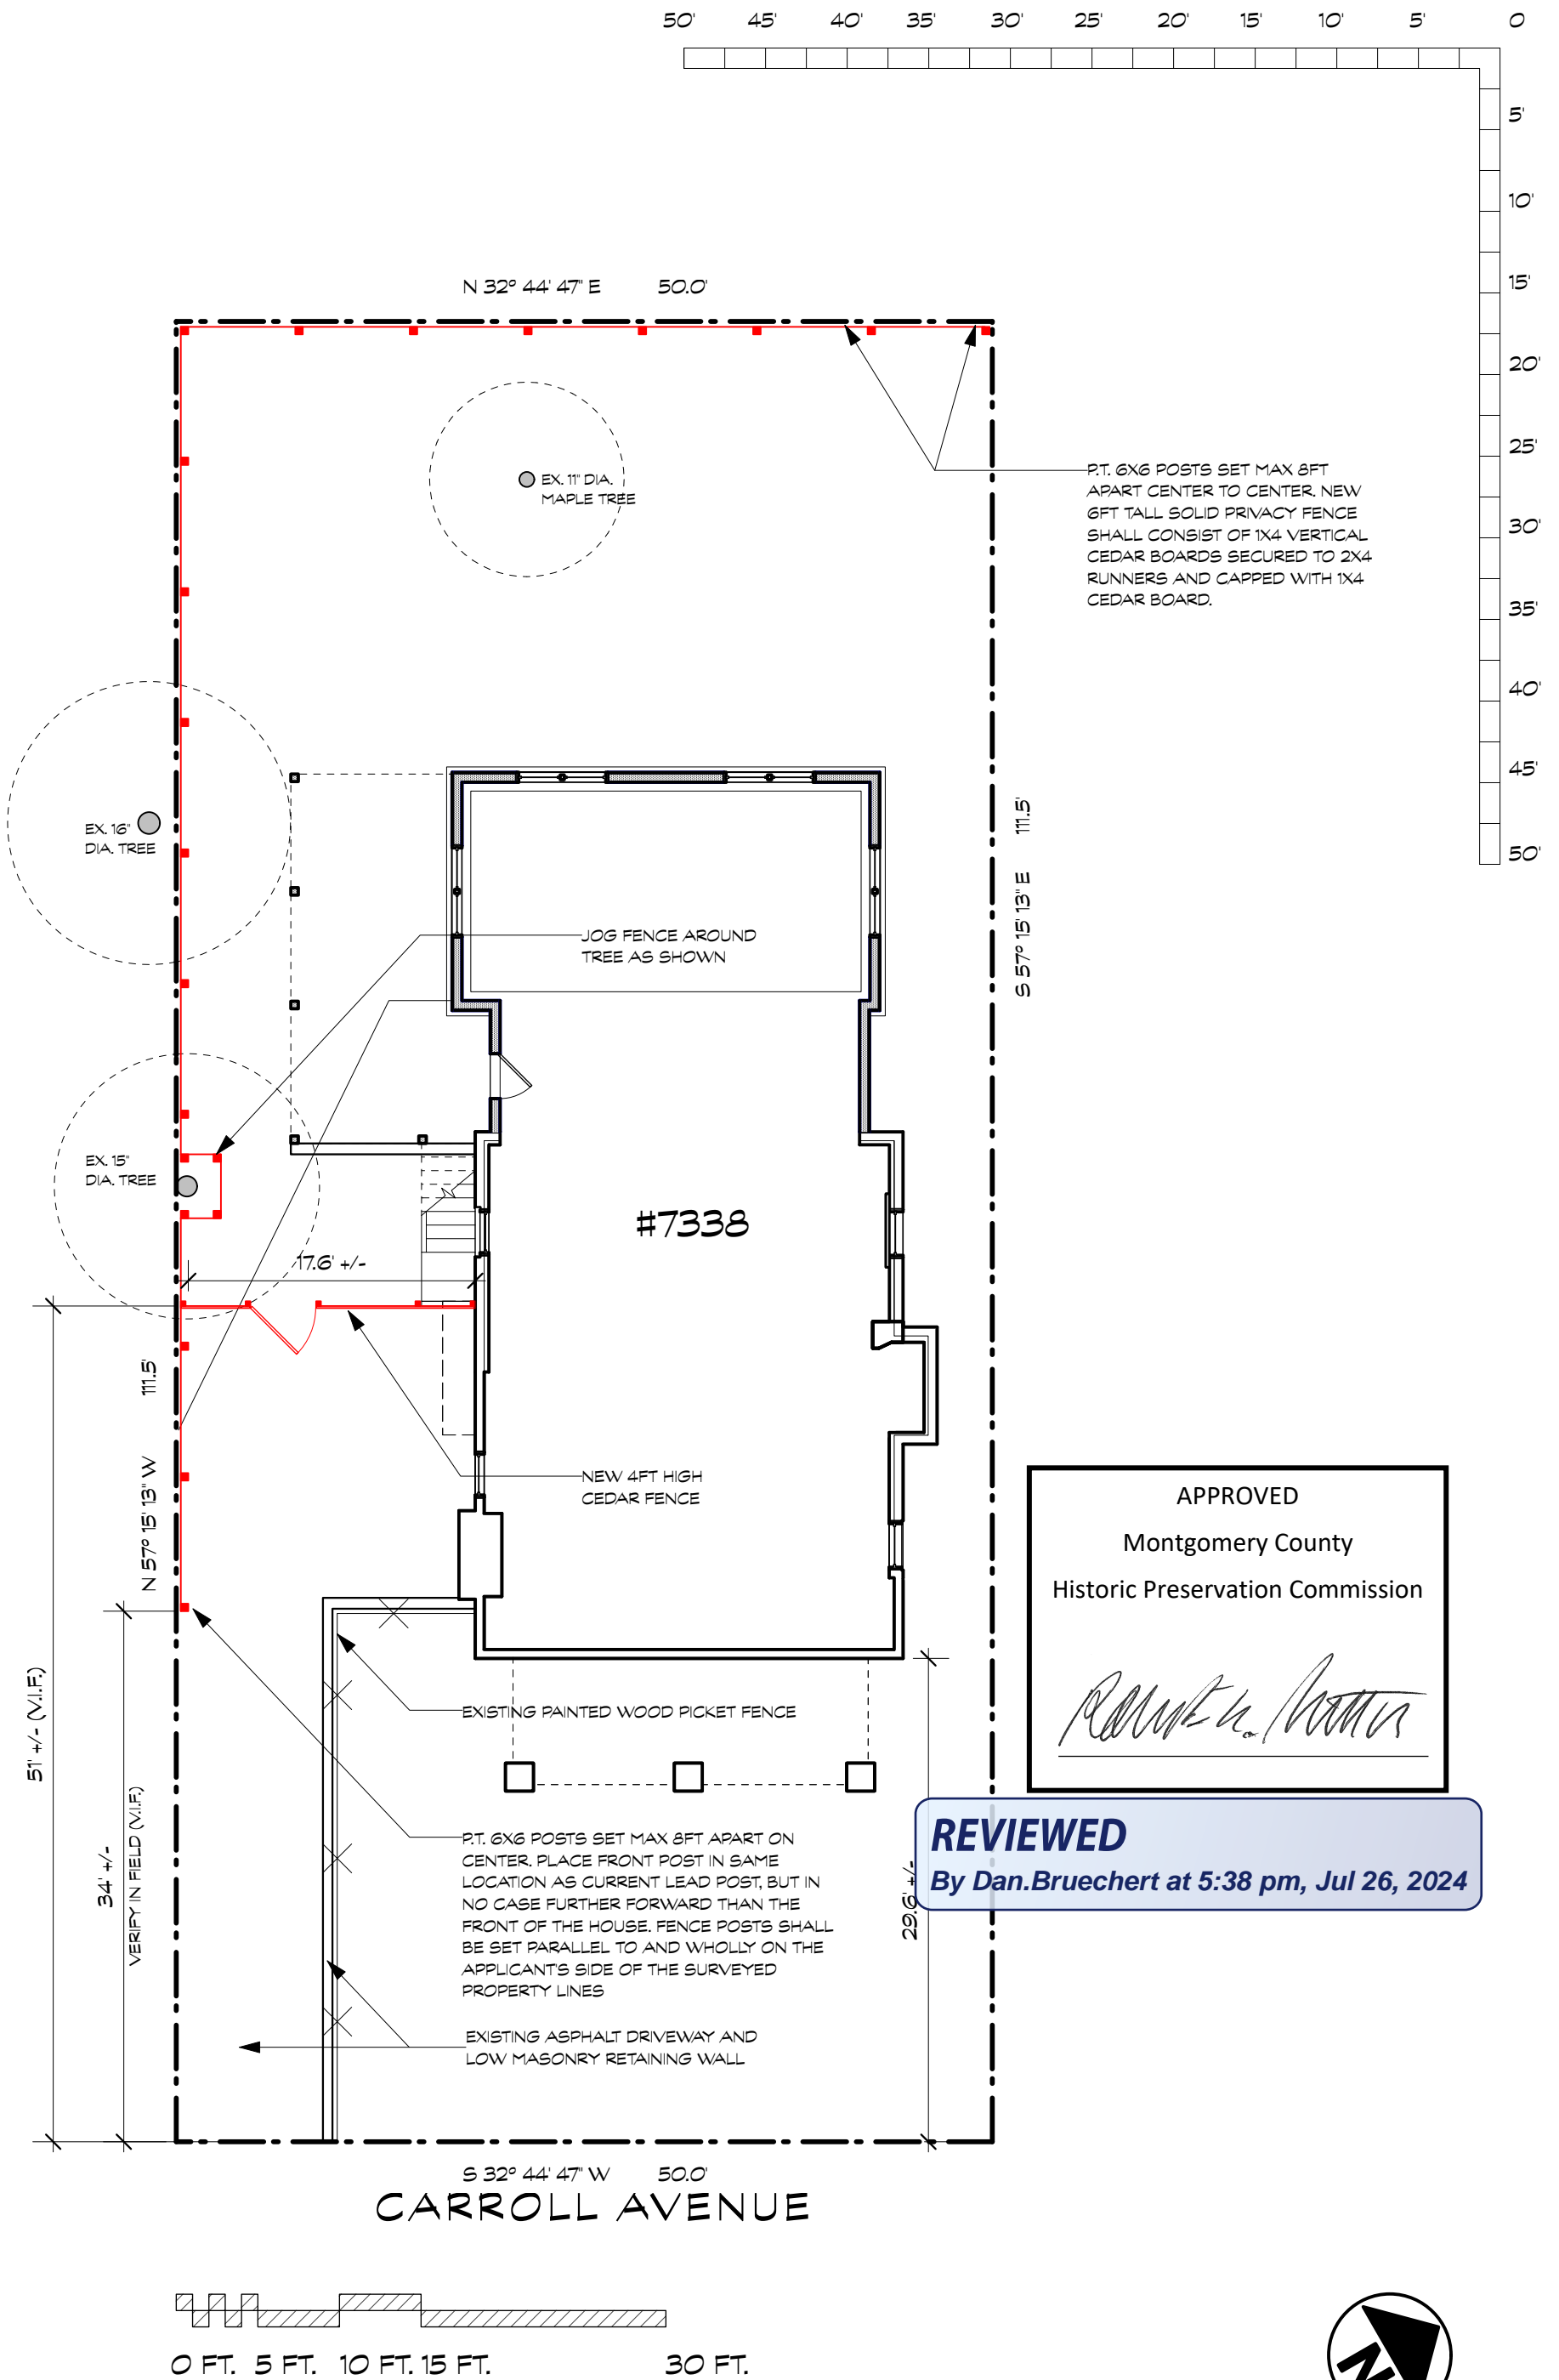 50' 45' 40' 35' 30' 25' 20' 15' 10' 5' 0
5'
10'
15'
20'
25'
30'
35'
40'
45'
50'
N 32° 44' 47" E 50.0'
EX. 11" DIA.
MAPLE TREE
P.T. 6X6 POSTS SET MAX 8FT
APART CENTER TO CENTER. NEW
6FT TALL SOLID PRIVACY FENCE
SHALL CONSIST OF 1X4 VERTICAL
CEDAR BOARDS SECURED TO 2X4
RUNNERS AND CAPPED WITH 1X4
CEDAR BOARD.
EX. 16"
DIA. TREE
S 57° 15' 13" E 111.5'
JOG FENCE AROUND
TREE AS SHOWN
EX. 15"
DIA. TREE
#7338
17.6' +/-
N 57° 15' 13" W 111.5'
NEW 4FT HIGH
CEDAR FENCE
51' +/- (V.I.F.)
34' +/-
VERIFY IN FIELD (V.I.F.)
EXISTING PAINTED WOOD PICKET FENCE
P.T. 6X6 POSTS SET MAX 8FT APART ON
CENTER. PLACE FRONT POST IN SAME
LOCATION AS CURRENT LEAD POST, BUT IN
NO CASE FURTHER FORWARD THAN THE
FRONT OF THE HOUSE. FENCE POSTS SHALL
BE SET PARALLEL TO AND WHOLLY ON THE
APPLICANT'S SIDE OF THE SURVEYED
PROPERTY LINES
EXISTING ASPHALT DRIVEWAY AND
LOW MASONRY RETAINING WALL
29.6' +/-
APPROVED
Montgomery County
Historic Preservation Commission
REVIEWED
By Dan.Bruechert at 5:38 pm, Jul 26, 2024
S 32° 44' 47" W 50.0'
CARROLL AVENUE
0 FT. 5 FT. 10 FT. 15 FT. 30 FT.
N